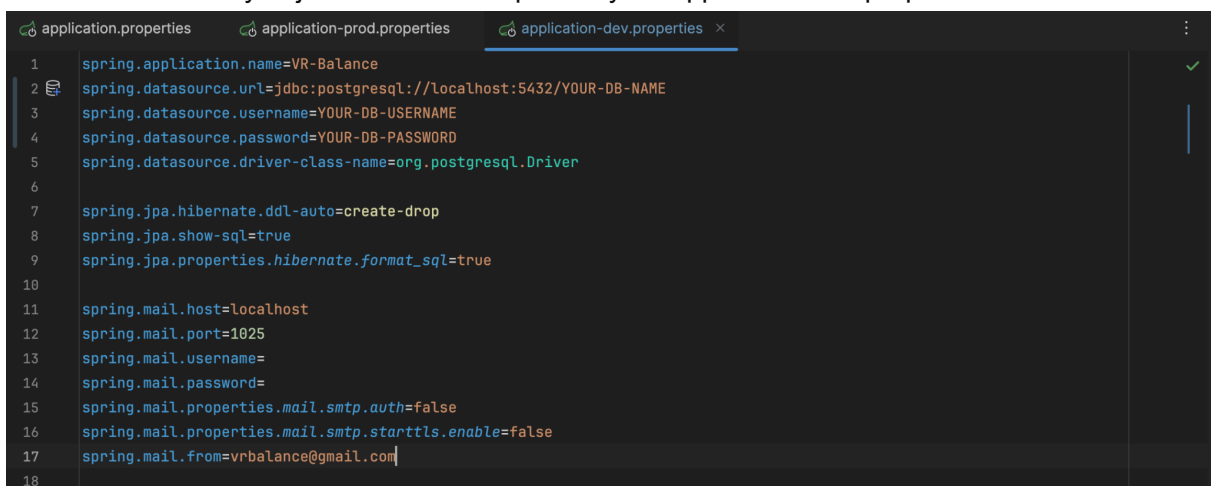 application.properties application-prod.properties application-dev.properties
1 spring.application.name=VR-Balance
2 spring.datasource.url=jdbc:postgresql://localhost:5432/YOUR-DB-NAME
3 spring.datasource.username=YOUR-DB-USERNAME
4 spring.datasource.password=YOUR-DB-PASSWORD
5 spring.datasource.driver-class-name=org.postgresql.Driver
6
7 spring.jpa.hibernate.ddl-auto=create-drop
8 spring.jpa.show-sql=true
9 spring.jpa.properties.hibernate.format_sql=true
10
11 spring.mail.host=localhost
12 spring.mail.port=1025
13 spring.mail.username=
14 spring.mail.password=
15 spring.mail.properties.mail.smtp.auth=false
16 spring.mail.properties.mail.smtp.starttls.enable=false
17 spring.mail.from=vrbalance@gmail.com
18